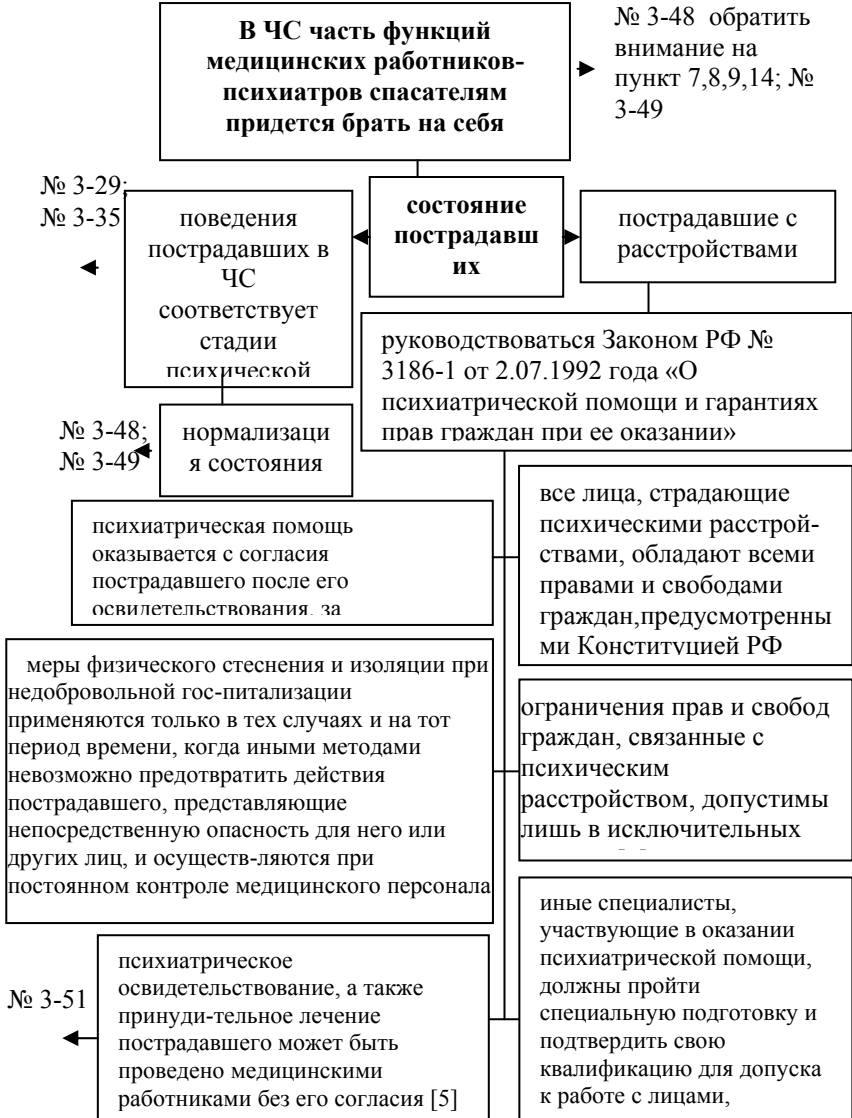 В ЧС часть функций
медицинских работников-
психиатров спасателям
придется брать на себя
№ 3-48 обратить
внимание на
пункт 7,8,9,14; №
3-49
№ 3-29;
№ 3-35
поведения
пострадавших в
ЧС
соответствует
стадии
психической
состояние
пострадавш
их
пострадавшие с
расстройствами
руководствоваться Законом РФ №
3186-1 от 2.07.1992 года «О
психиатрической помощи и гарантиях
прав граждан при ее оказании»
№ 3-48;
№ 3-49
нормализаци
я состояния
психиатрическая помощь
оказывается с согласия
пострадавшего после его
освидетельствования, за
все лица, страдающие
психическими расстрой-
ствами, обладают всеми
правами и свободами
граждан,предусмотренны
ми Конституцией РФ
меры физического стеснения и изоляции при
недобровольной гос-питализации
применяются только в тех случаях и на тот
период времени, когда иными методами
невозможно предотвратить действия
пострадавшего, представляющие
непосредственную опасность для него или
других лиц, и осуществ-ляются при
постоянном контроле медицинского персонала
ограничения прав и свобод
граждан, связанные с
психическим
расстройством, допустимы
лишь в исключительных
№ 3-51
психиатрическое
освидетельствование, а также
принуди-тельное лечение
пострадавшего может быть
проведено медицинскими
работниками без его согласия [5]
иные специалисты,
участвующие в оказании
психиатрической помощи,
должны пройти
специальную подготовку и
подтвердить свою
квалификацию для допуска
к работе с лицами,